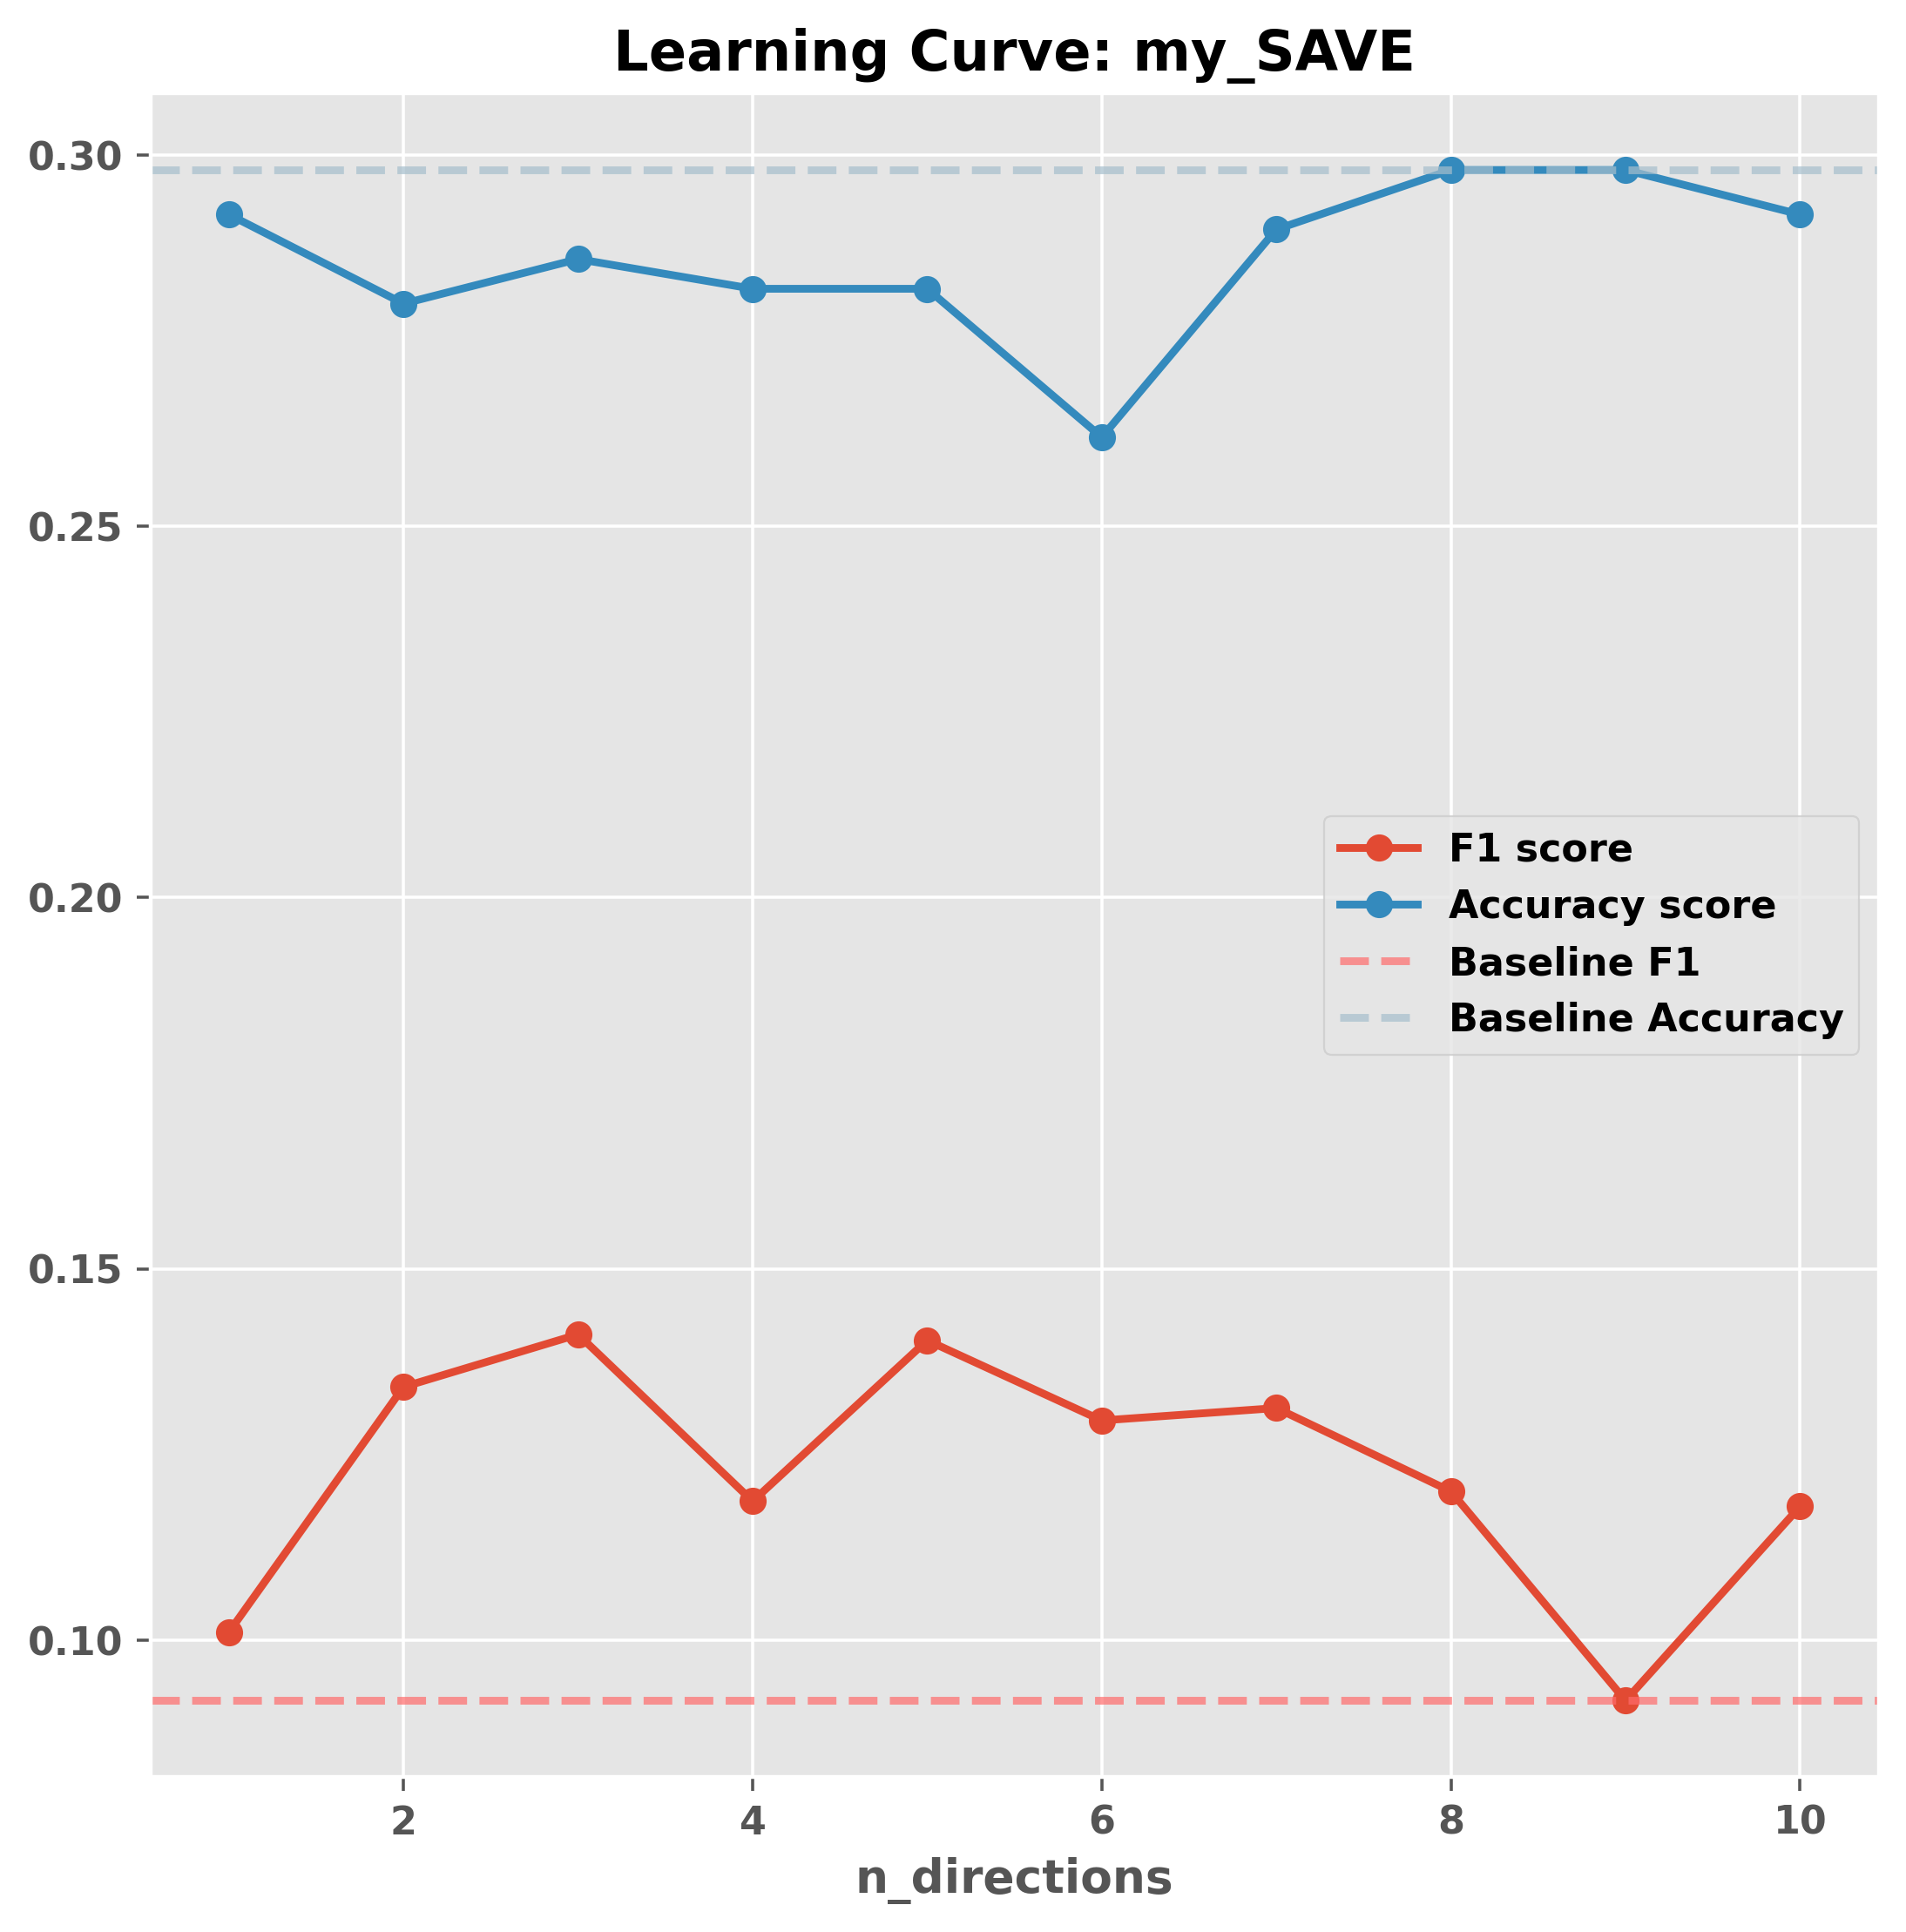 Learning Curve: my_SAVE
0.30
0.25
0.20
0.15
0.10
F1 score
Accuracy score
Baseline F1
Baseline Accuracy
2 4 6 8 10
n_directions